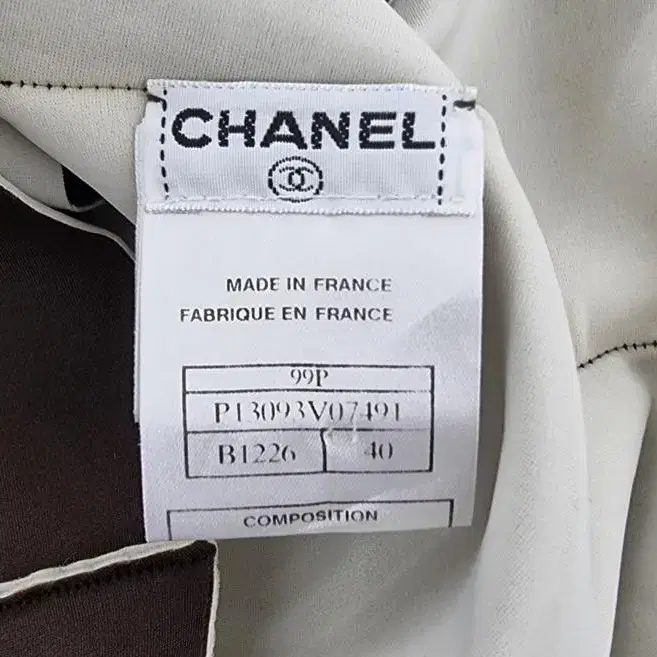 CHANEL
MADE IN FRANCE
FABRIQUE EN FRANCE
99P
P13093V07491
B1226 40
COMPOSITION